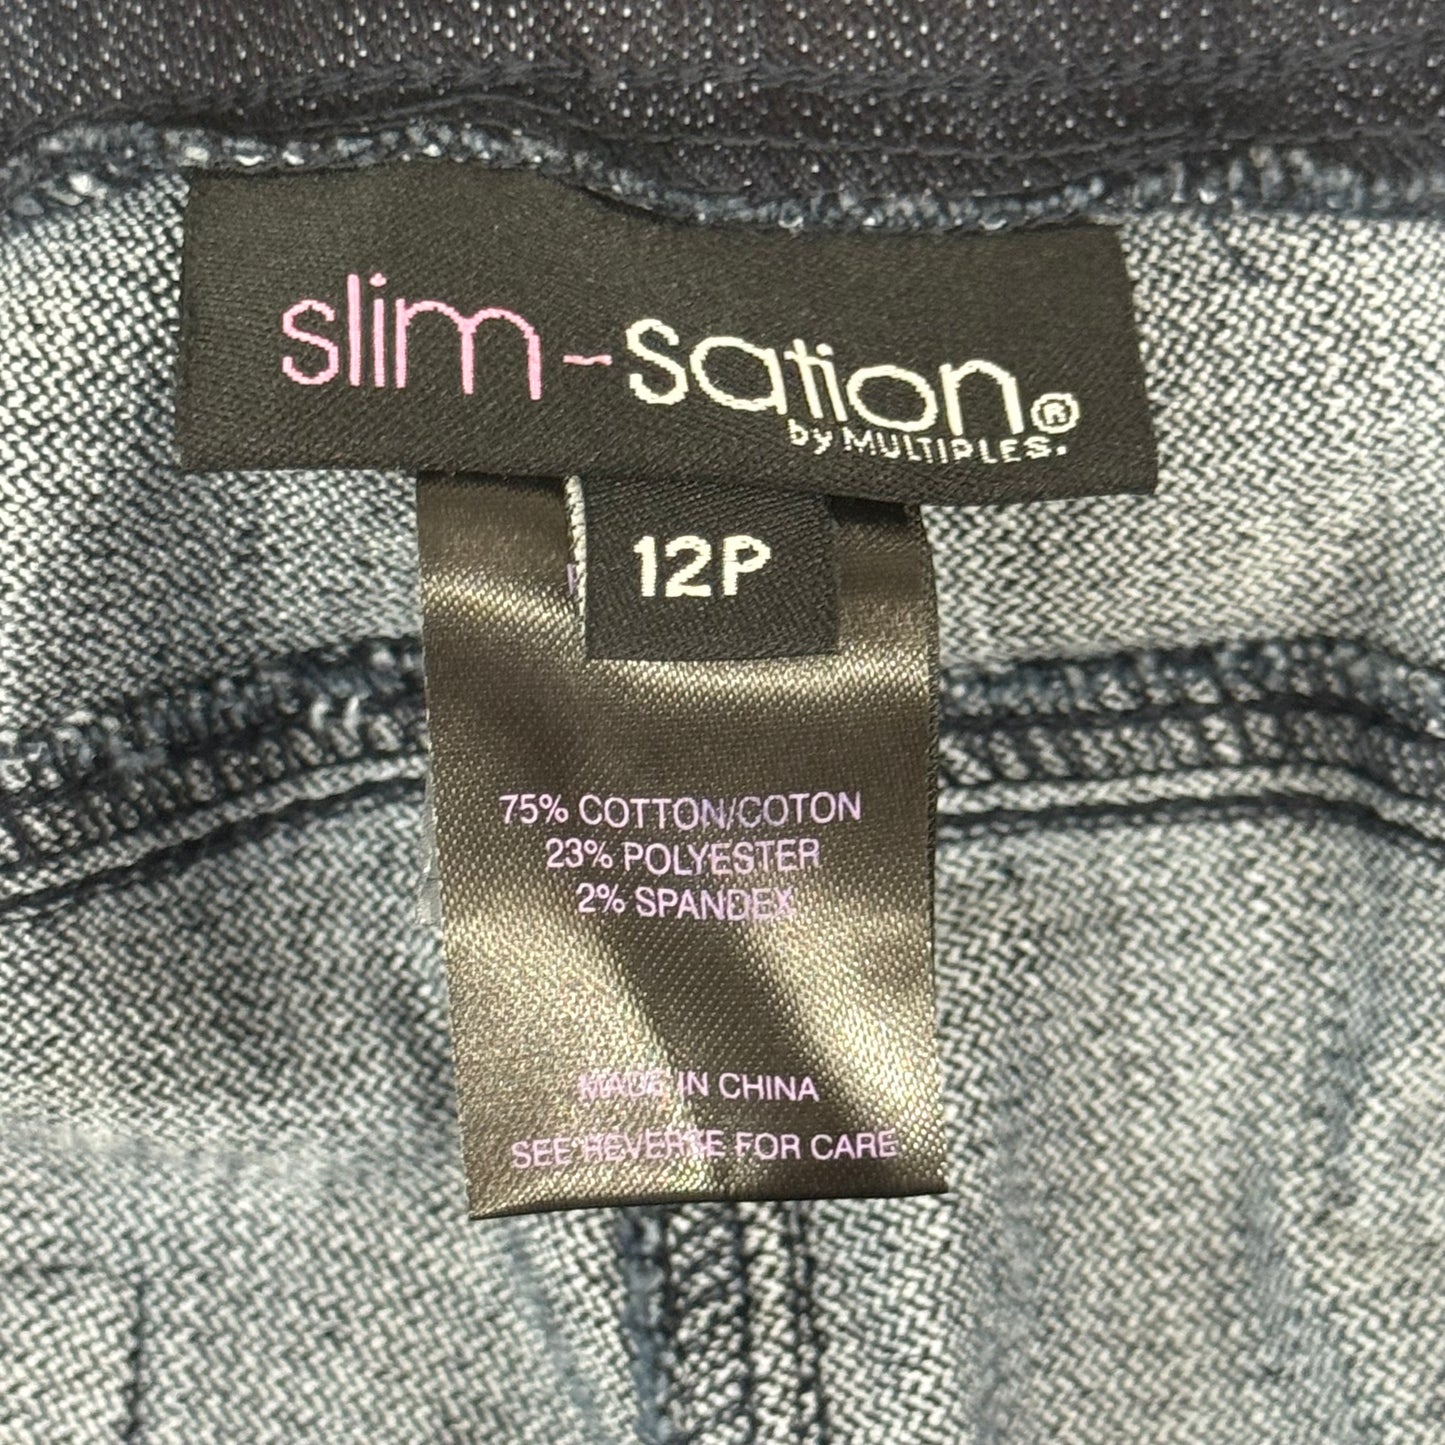 slim-sation®
by MULTIPLES.
12P
75% COTTON/COTON
23% POLYESTER
2% SPANDEX
MADE IN CHINA
SEE REVERSE FOR CARE